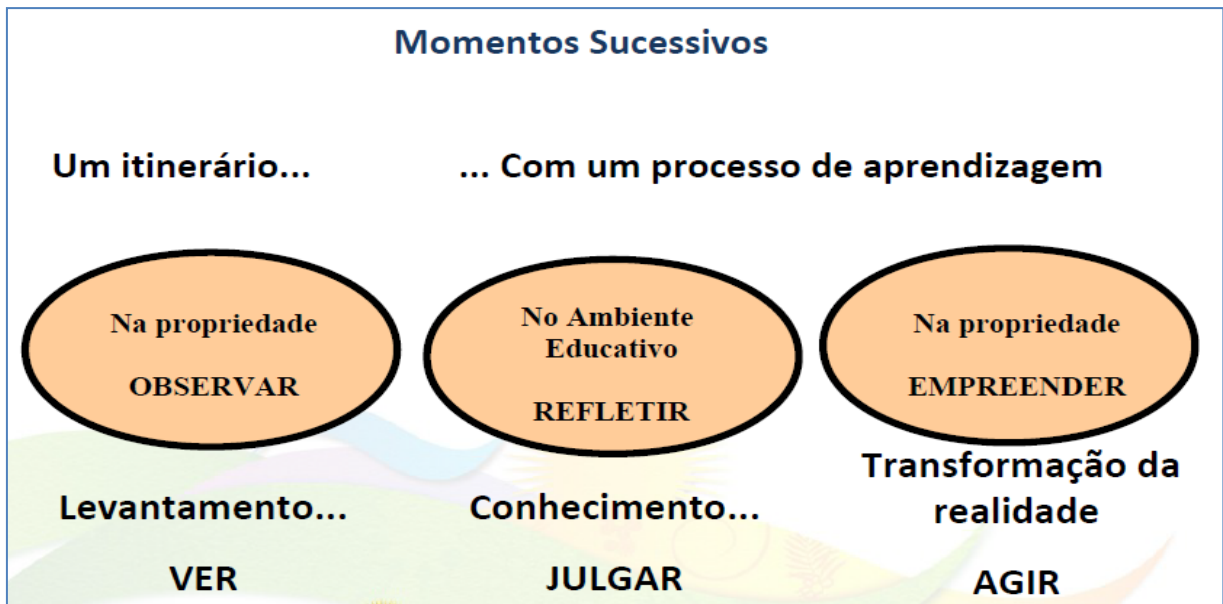 Momentos Sucessivos
Um itinerário...
... Com um processo de aprendizagem
Na propriedade
OBSERVAR
No Ambiente
Educativo
REFLETIR
Na propriedade
EMPREENDER
Levantamento...
Conhecimento...
Transformação da
realidade
VER
JULGAR
AGIR